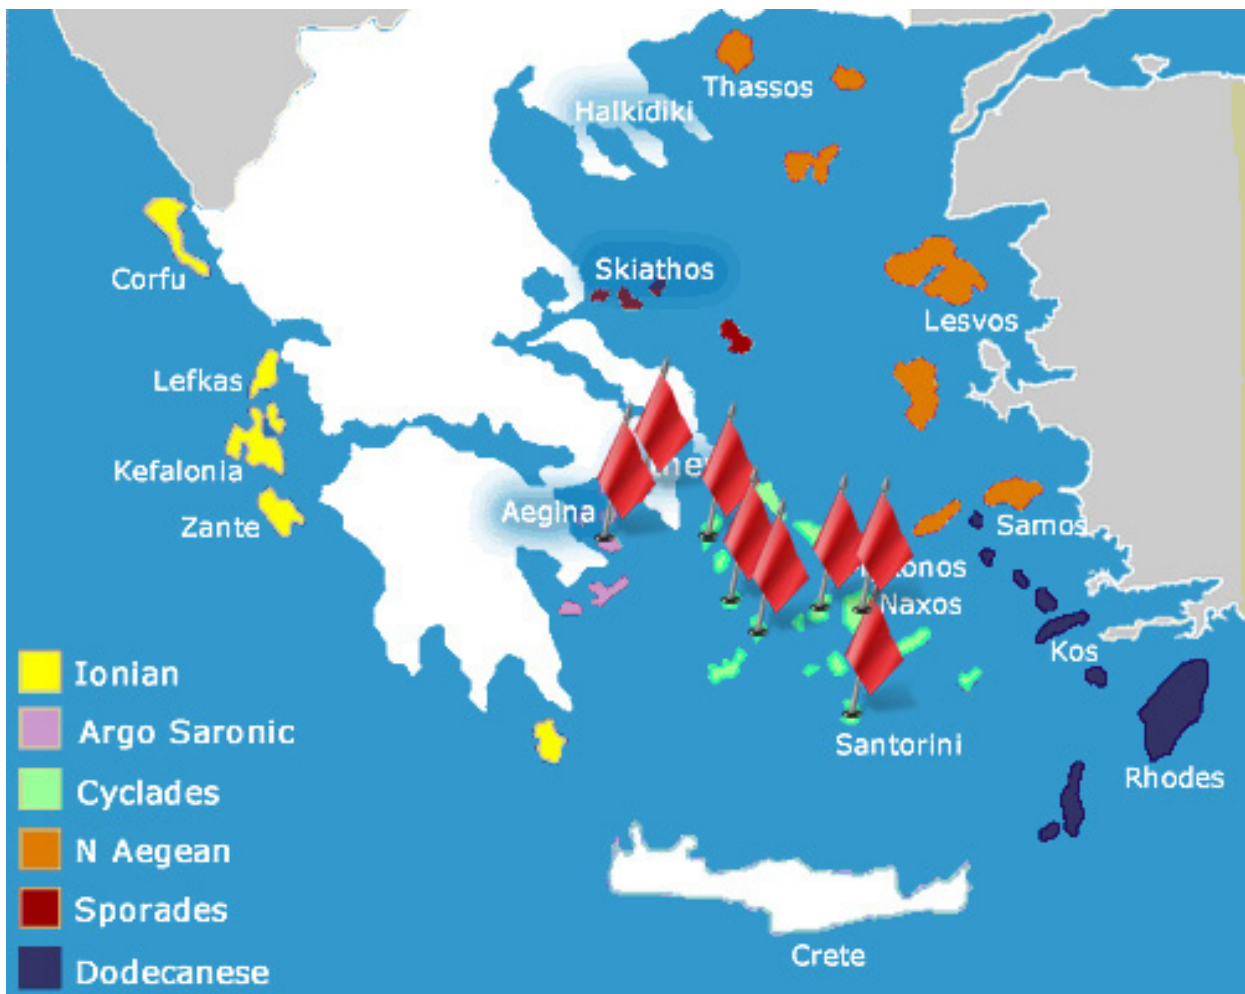 Thassos
Halkidiki
Skiathos
Corfu
Lesvos
Lefkas
Kefalonia
Aegina
Zante
Samos
Naxos
Kos
Ionian
Argo Saronic
Santorini
Rhodes
Cyclades
N Aegean
Sporades
Crete
Dodecanese